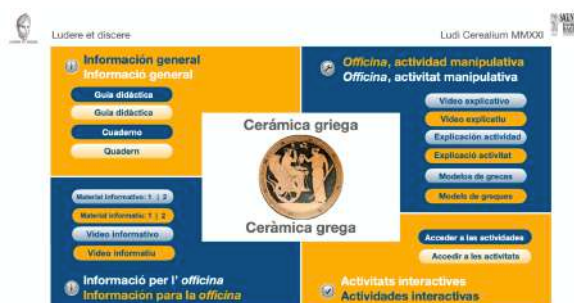 Ludere et discere
Ludi Cerealium MMXXI
Información general
Informació general
Guía didáctica
Guia didàctica
Cuaderno
Quadern
Officina, actividad manipulativa
Officina, activitat manipulativa
Vídeo explicativo
Vídeo explicatiu
Explicación actividad
Explicació activitat
Modelos de grecas
Models de greques
Cerámica griega
Ceràmica grega
Material informativo: 1 | 2
Material informatiu: 1 | 2
Vídeo informativo
Vídeo informatiu
Informació per l' officina
Información para la officina
Acceder a las actividades
Accedir a les activitats
Activitats interactives
Actividades interactivas